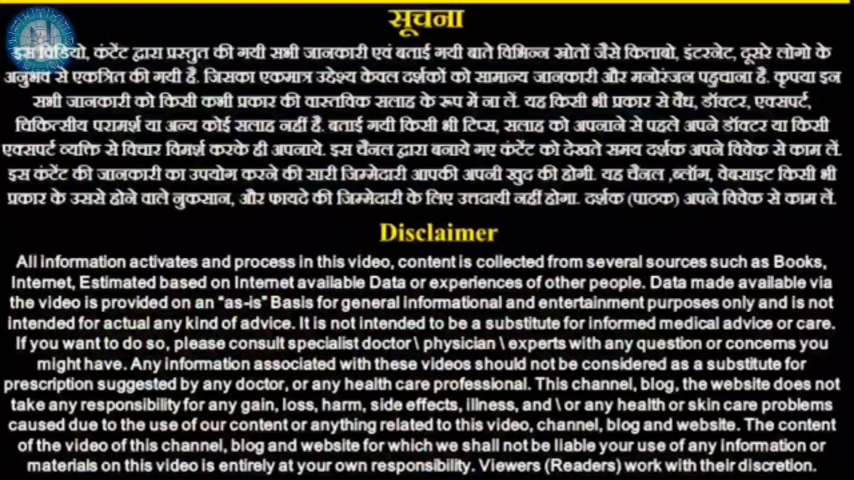 सूचना
इस विडियो, कंटेंट द्वारा प्रस्तुत की गयी सभी जानकारी एवं बताई गयी बाते विभिन्न स्रोतों जैसे किताबो, इंटरनेट, दूसरे लोगो के
अनुभव से एकत्रित की गयी है. जिसका एकमात्र उद्देश्य केवल दर्शकों को सामान्य जानकारी और मनोरंजन पहुचाना है. कृपया इन
सभी जानकारी को किसी कभी प्रकार की वास्तविक सलाह के रूप में ना लें. यह किसी भी प्रकार से वैध, डॉक्टर, एक्सपर्ट,
चिकित्सीय परामर्श या अन्य कोई सलाह नहीं है. बताई गयी किसी भी टिप्स, सलाह को अपनाने से पहले अपने डॉक्टर या किसी
एक्सपर्ट व्यक्ति से विचार विमर्श करके ही अपनाये. इस चैनल द्वारा बनाये गए कंटेंट को देखते समय दर्शक अपने विवेक से काम लें.
इस कंटेंट की जानकारी का उपयोग करने की सारी जिम्मेदारी आपकी अपनी खुद की होगी. यह चैनल ,ब्लॉग, वेबसाइट किसी भी
प्रकार के उससे होने वाले नुकसान, और फायदे की जिम्मेदारी के लिए उत्तदायी नहीं होगा. दर्शक (पाठक) अपने विवेक से काम लें.
Disclaimer
All information activates and process in this video, content is collected from several sources such as Books,
Internet, Estimated based on Internet available Data or experiences of other people. Data made available via
the video is provided on an "as-is" Basis for general informational and entertainment purposes only and is not
intended for actual any kind of advice. It is not intended to be a substitute for informed medical advice or care.
If you want to do so, please consult specialist doctor \ physician \ experts with any question or concerns you
might have. Any information associated with these videos should not be considered as a substitute for
prescription suggested by any doctor, or any health care professional. This channel, blog, the website does not
take any responsibility for any gain, loss, harm, side effects, illness, and \ or any health or skin care problems
caused due to the use of our content or anything related to this video, channel, blog and website. The content
of the video of this channel, blog and website for which we shall not be liable your use of any information or
materials on this video is entirely at your own responsibility. Viewers (Readers) work with their discretion.